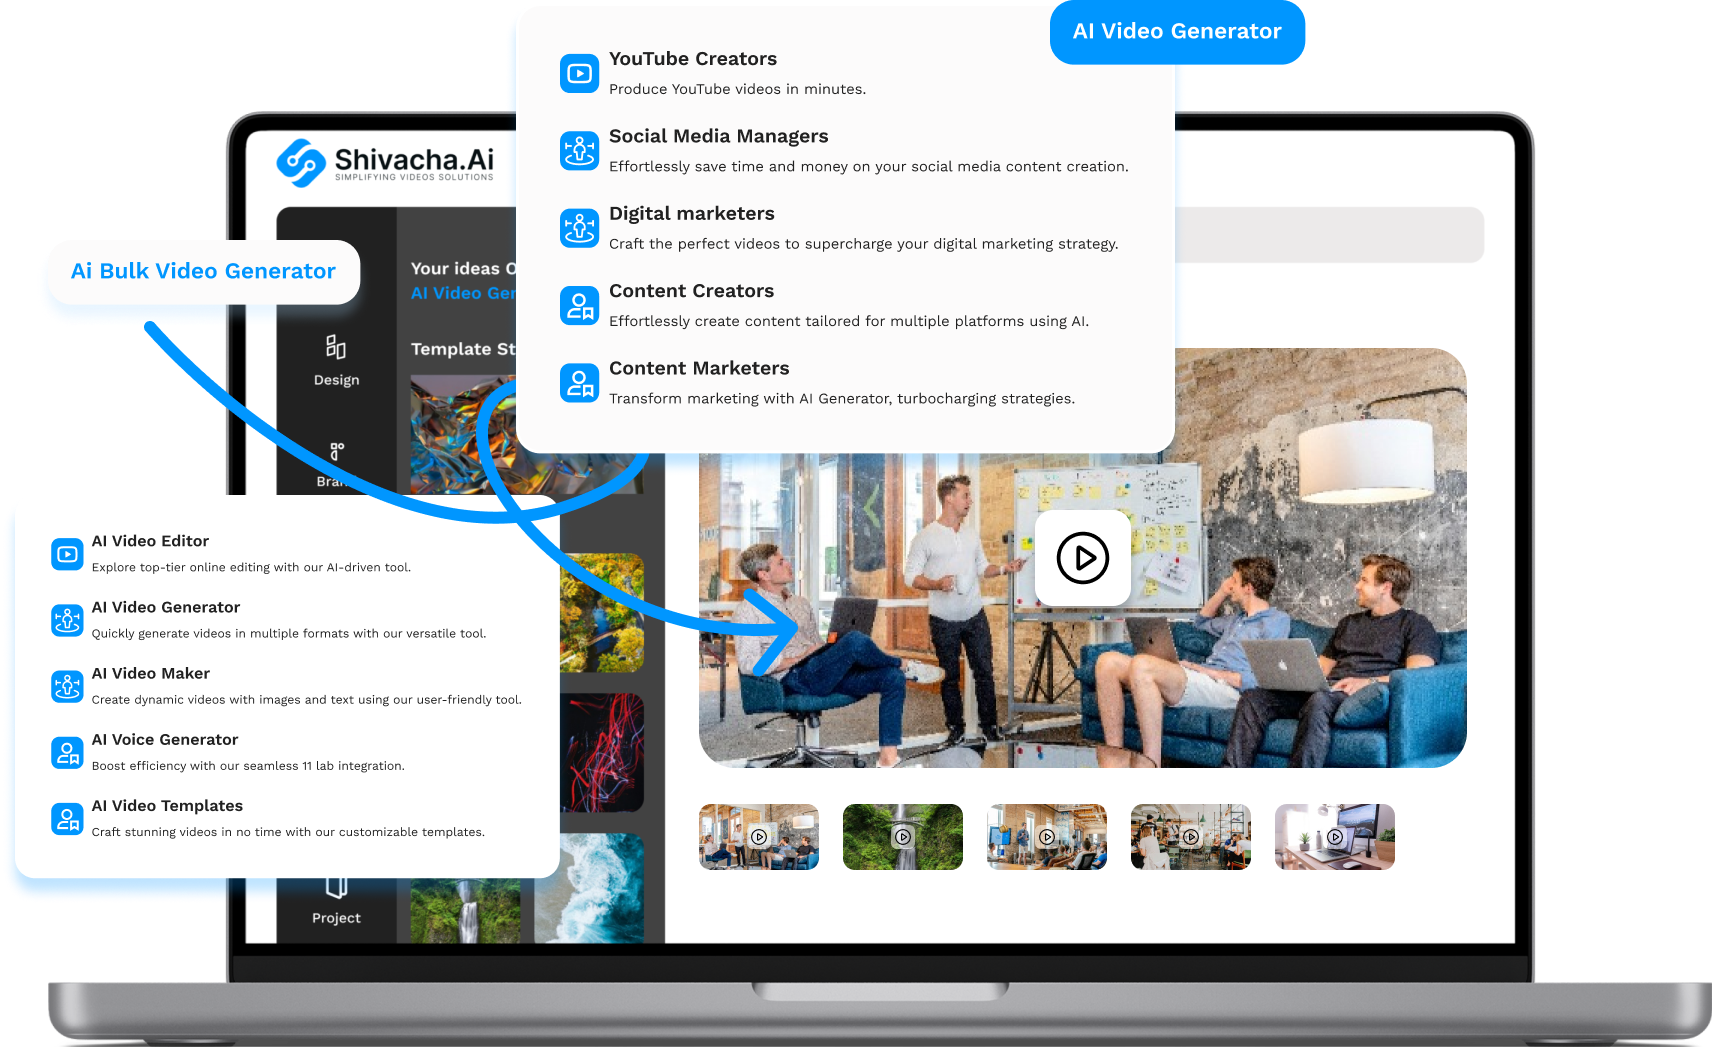 AI Video Generator
YouTube Creators
Produce YouTube videos in minutes.
Social Media Managers
Effortlessly save time and money on your social media content creation.
Digital marketers
Craft the perfect videos to supercharge your digital marketing strategy.
Content Creators
Effortlessly create content tailored for multiple platforms using AI.
Content Marketers
Transform marketing with AI Generator, turbocharging strategies.
Shivacha.Ai
SIMPLIFYING VIDEOS SOLUTIONS
Ai Bulk Video Generator
Your ideas
AI Video
Template
Design
AI Video Editor
Explore top-tier online editing with our AI-driven tool.
AI Video Generator
Quickly generate videos in multiple formats with our versatile tool.
AI Video Maker
Create dynamic videos with images and text using our user-friendly tool.
AI Voice Generator
Boost efficiency with our seamless 11 lab integration.
AI Video Templates
Craft stunning videos in no time with our customizable templates.
Project